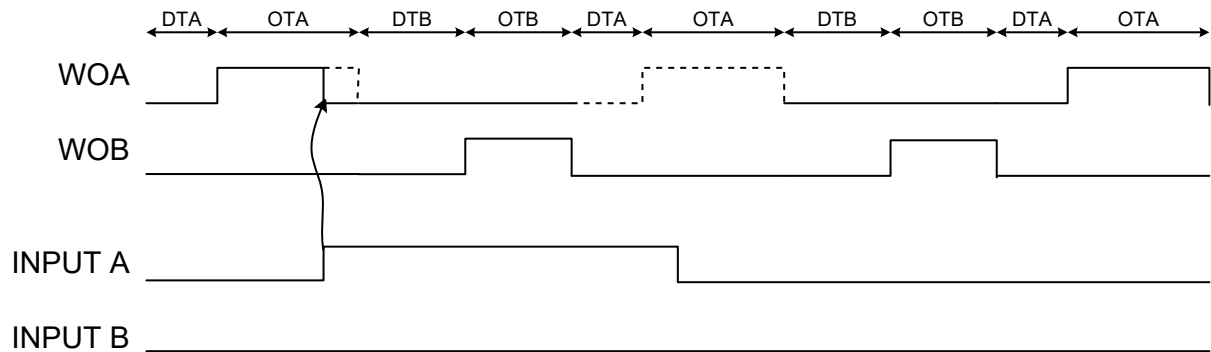 DTA OTA DTB OTB DTA OTA DTB OTB DTA OTA
WOA
WOB
INPUT A
INPUT B